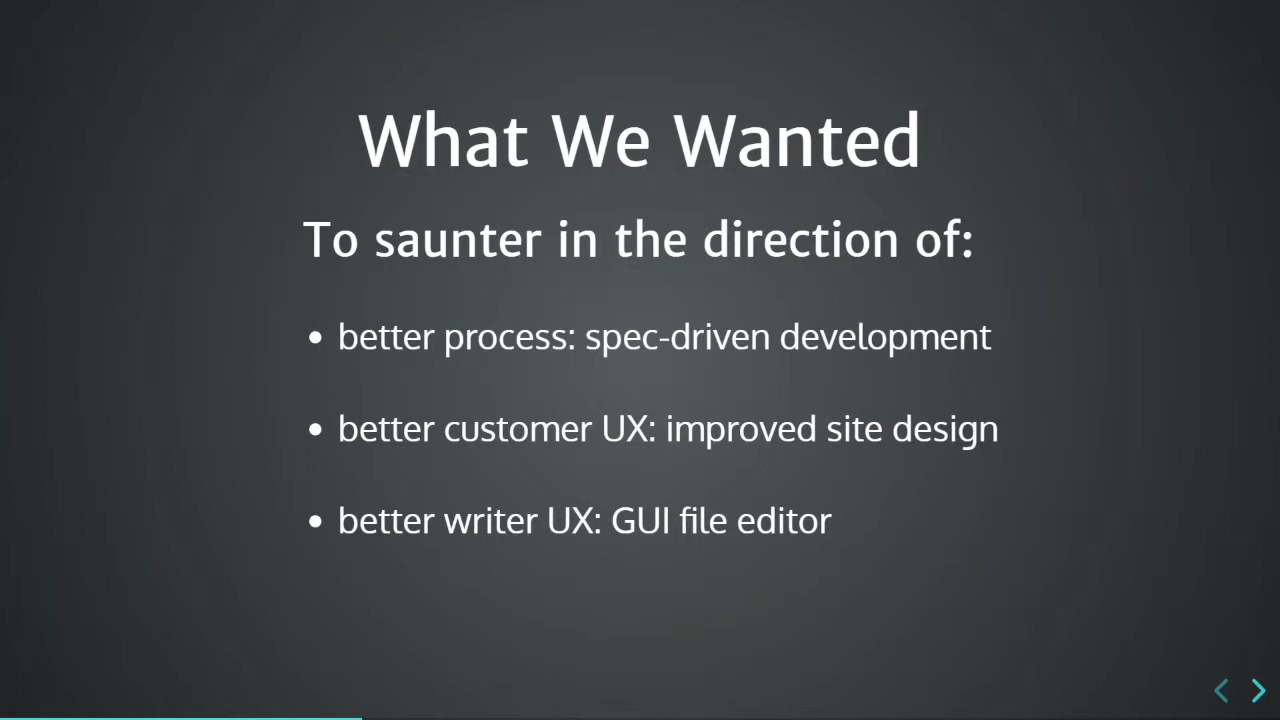 What We Wanted
To saunter in the direction of:
• better process: spec-driven development
• better customer UX: improved site design
• better writer UX: GUI file editor